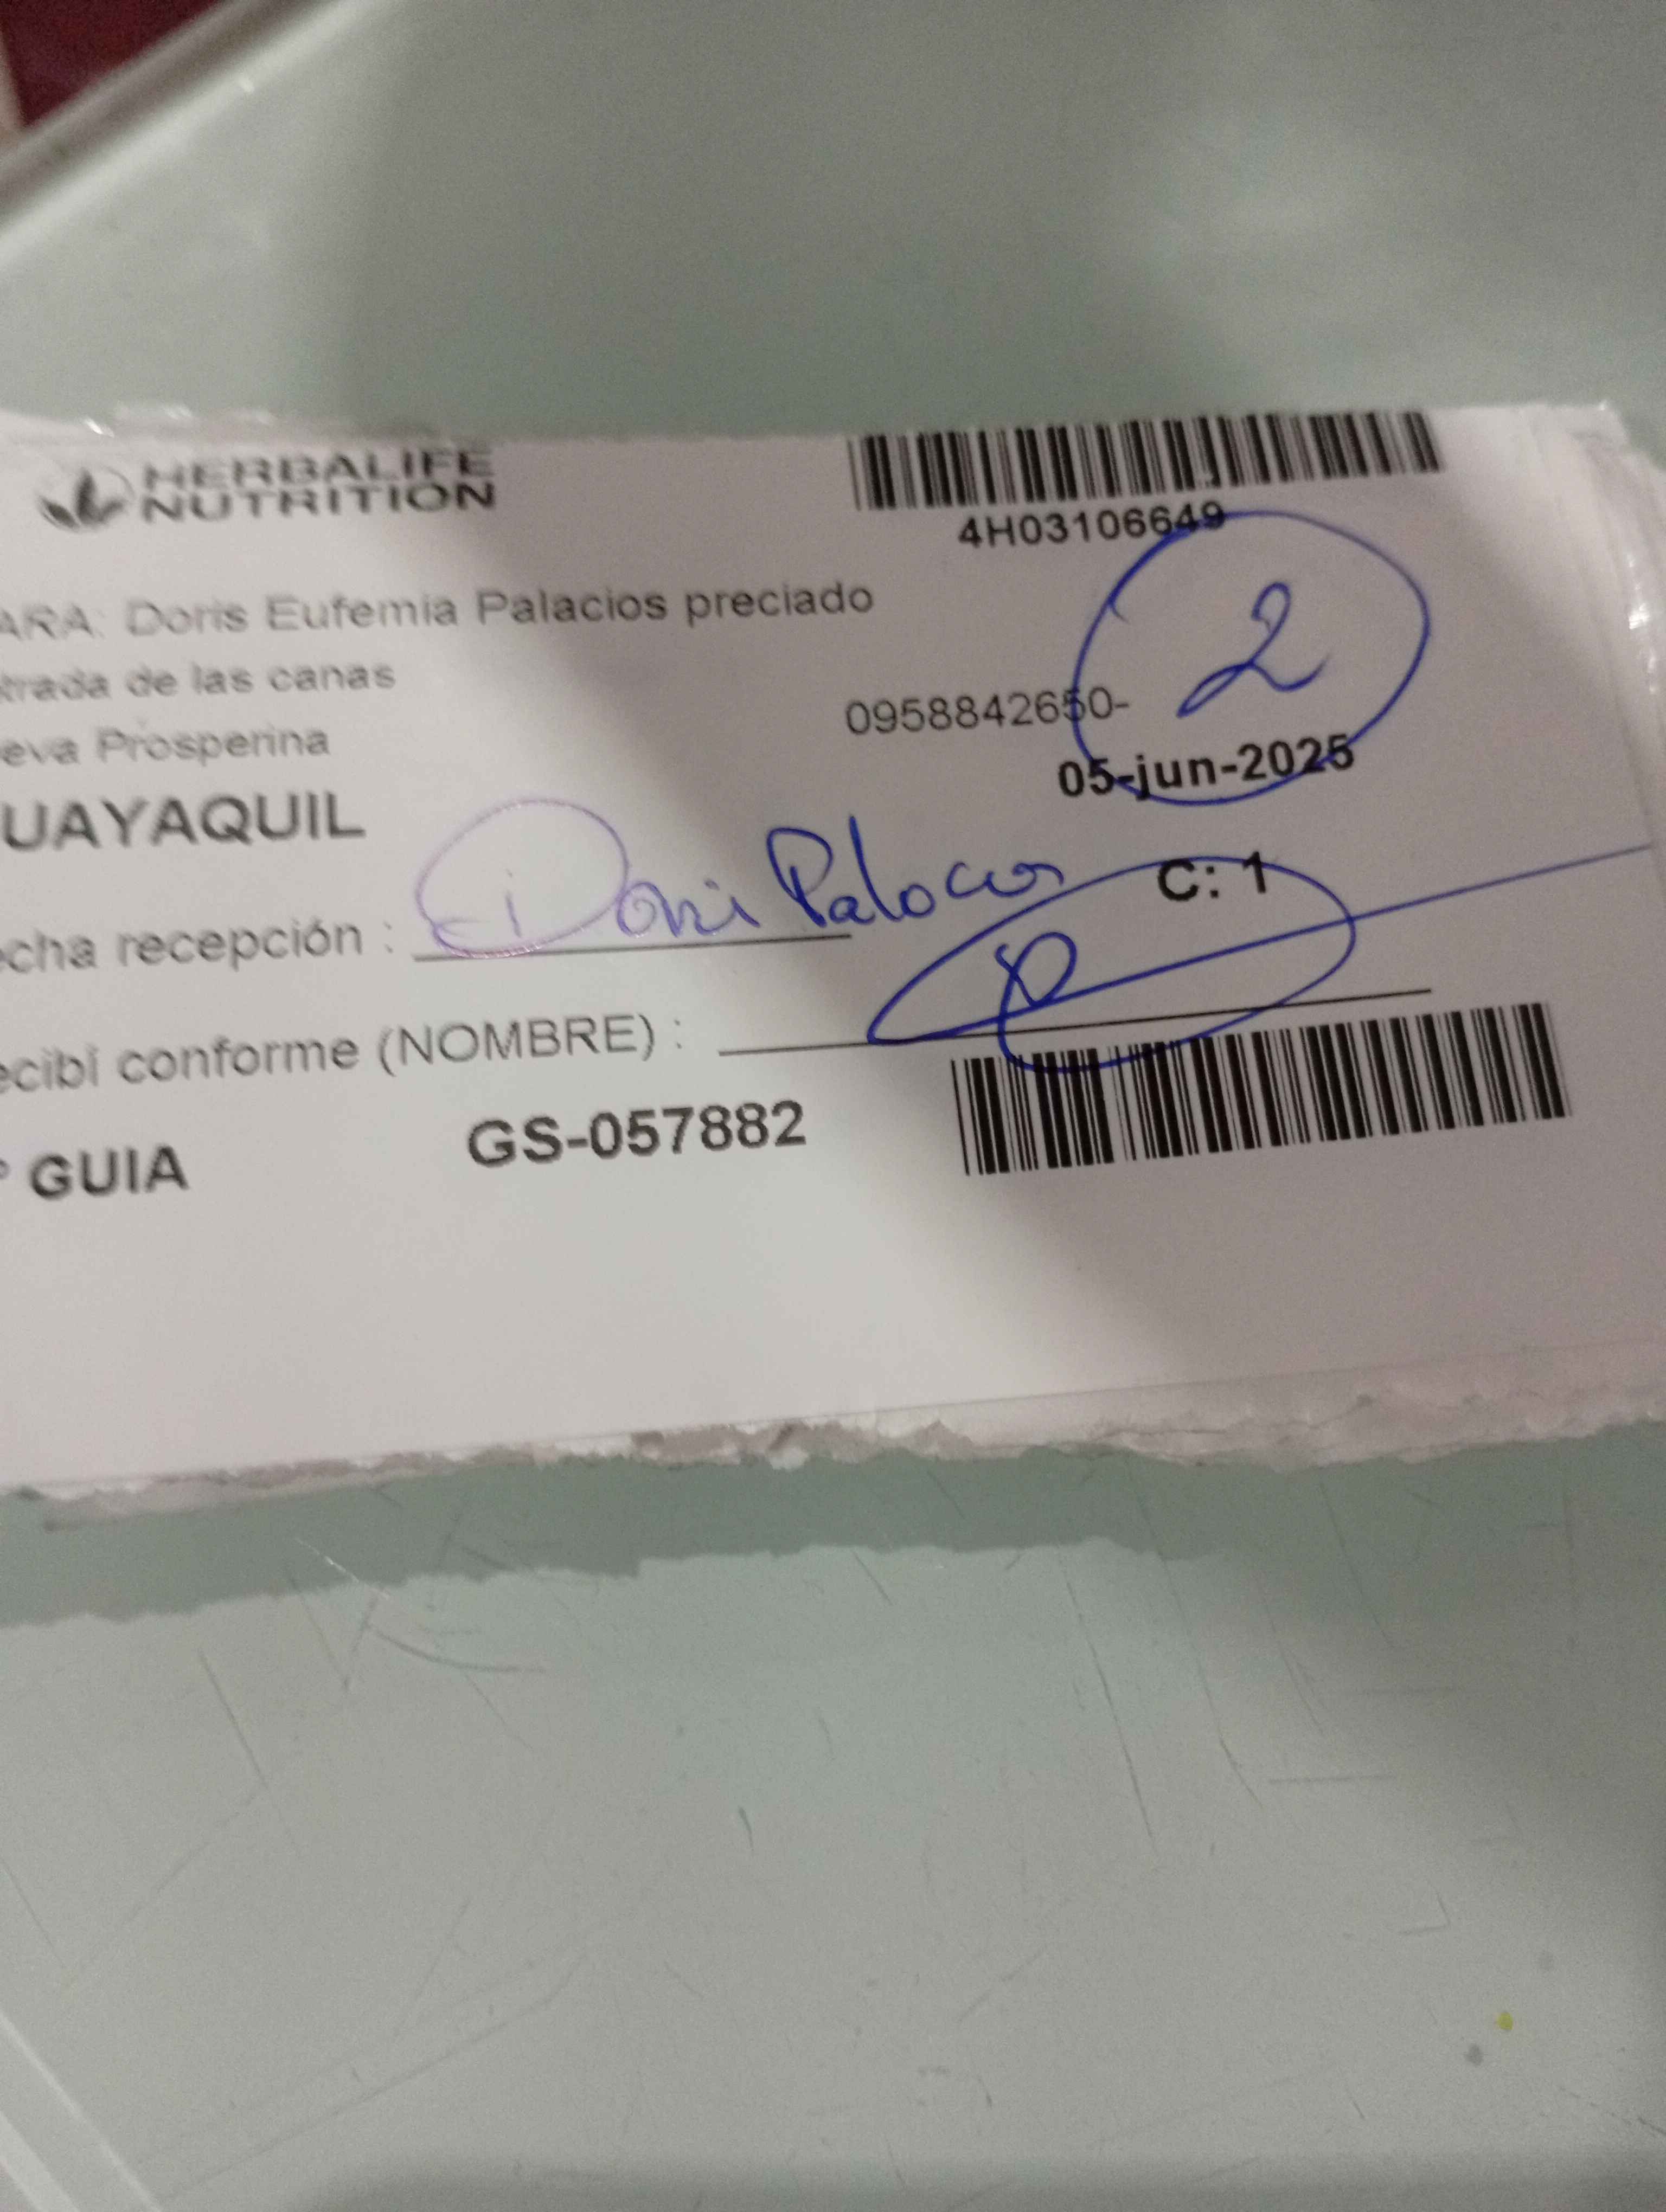 HERBALIFE
NUTRITION
4H03106649
ARA: Doris Eufemia Palacios preciado
trada de las canas
0958842650-
2
eva Prosperina
05-jun-2025
UAYAQUIL
C: 1
echa recepción : Doris Palacios
ecibí conforme (NOMBRE) :
° GUIA GS-057882